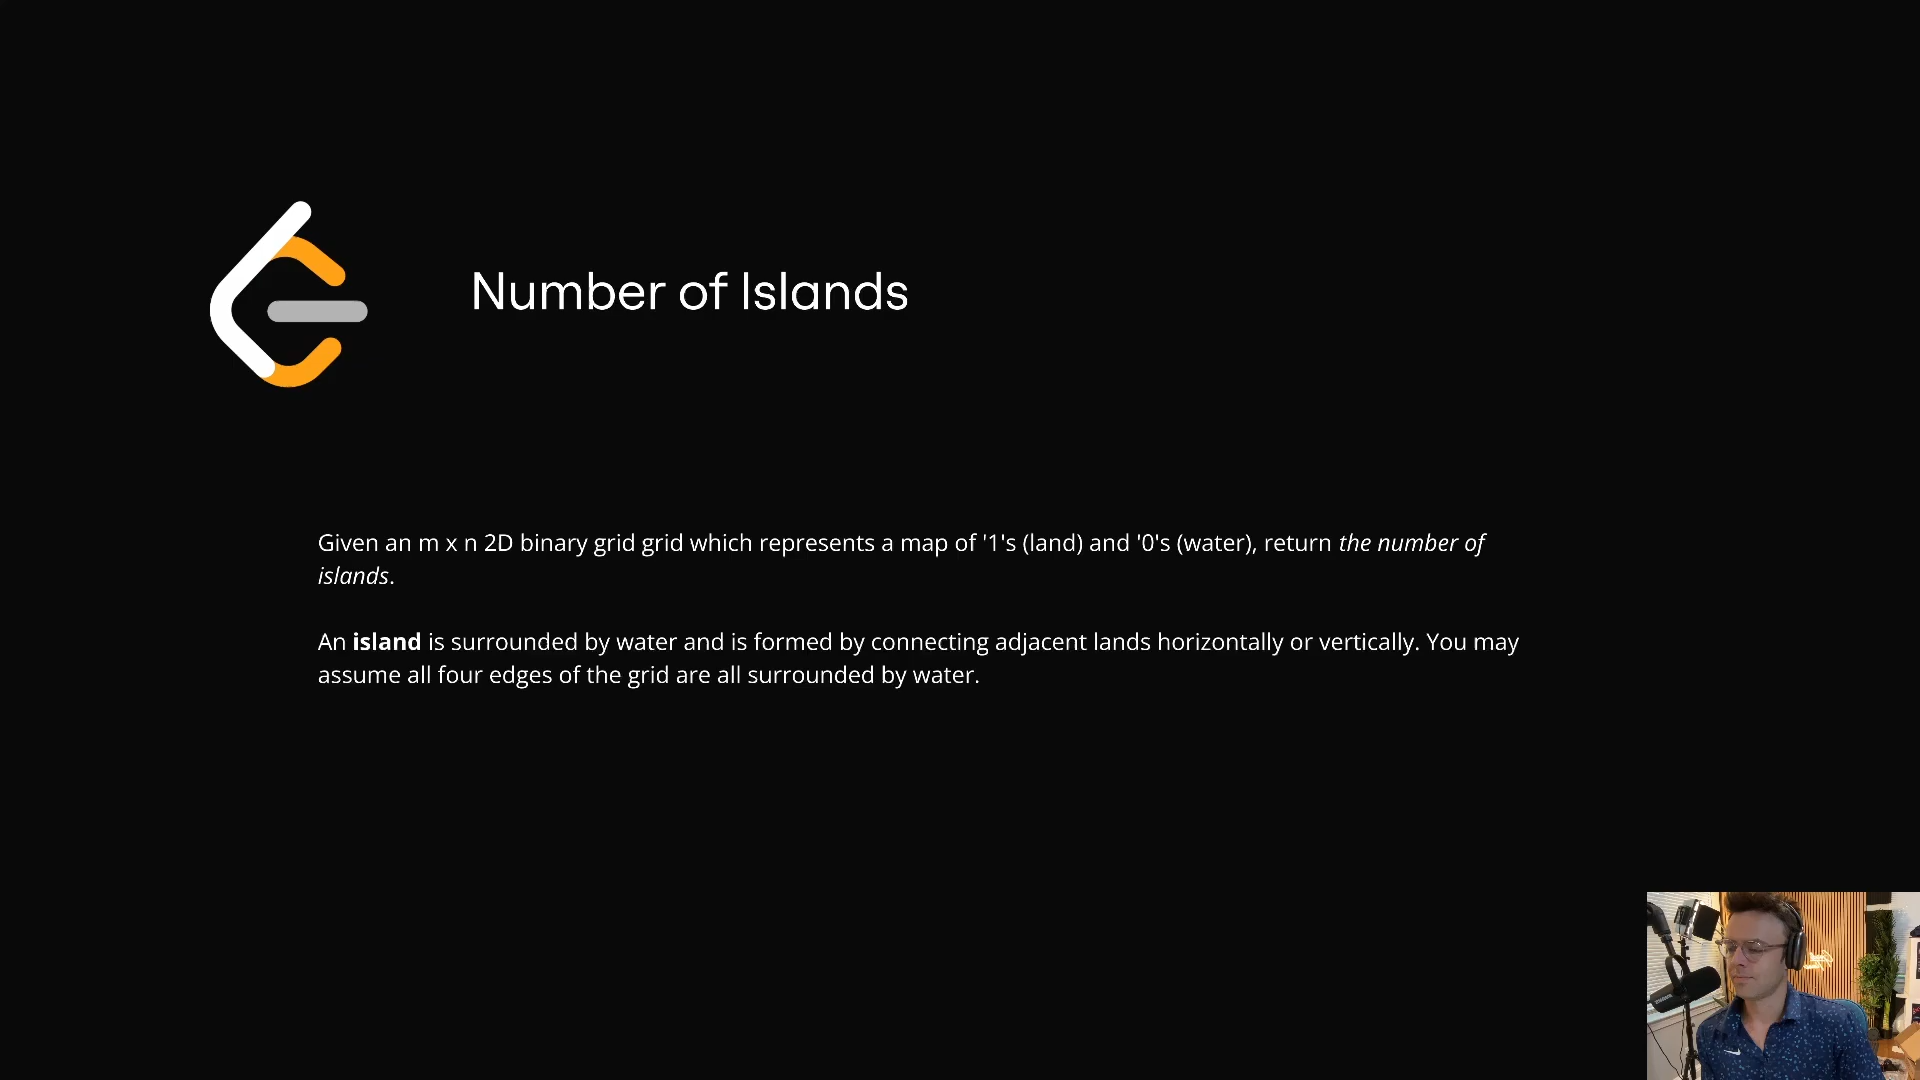 Number of Islands
Given an m x n 2D binary grid grid which represents a map of '1's (land) and '0's (water), return the number of
islands.
An island is surrounded by water and is formed by connecting adjacent lands horizontally or vertically. You may
assume all four edges of the grid are all surrounded by water.